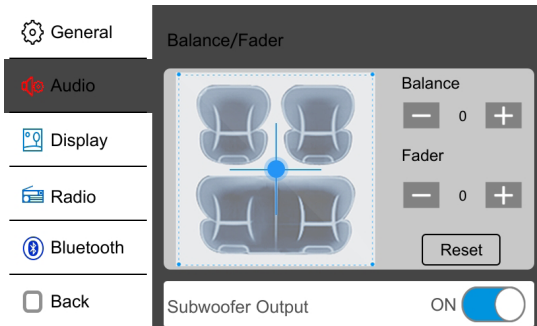 General
Audio
Display
Radio
Bluetooth
Back
Balance/Fader
Balance
0
Fader
0
Reset
Subwoofer Output
ON